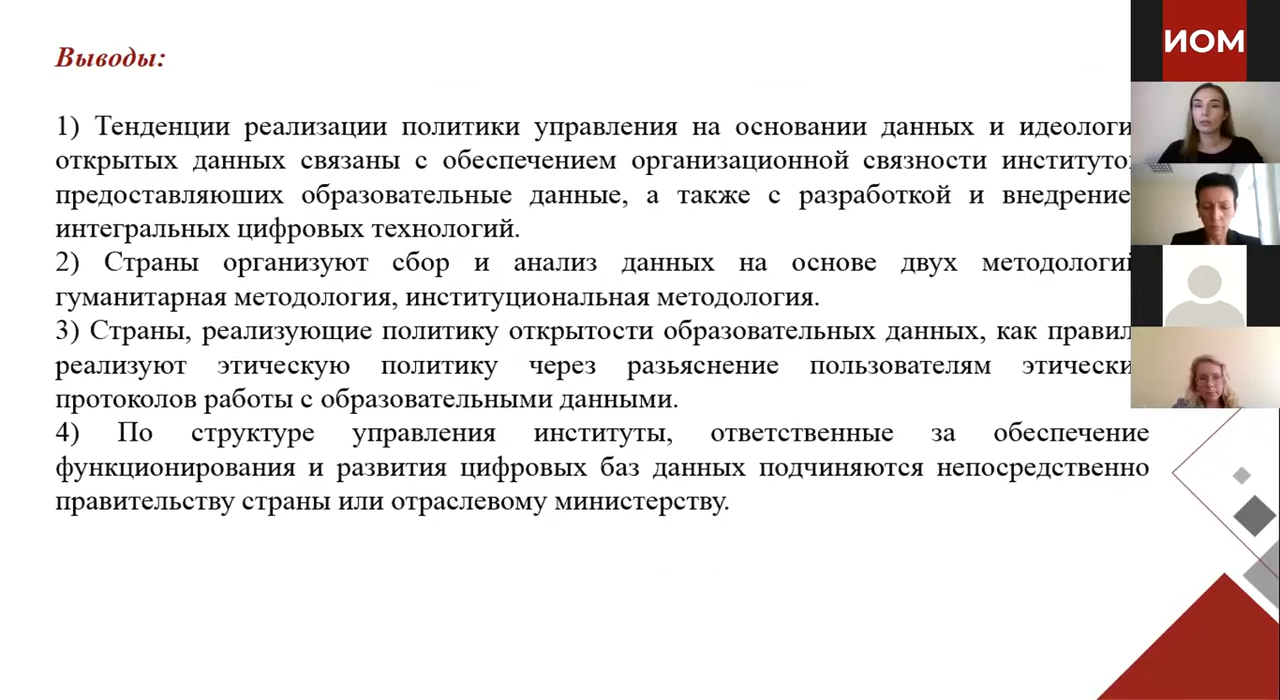 Выводы:
ИОМ
1) Тенденции реализации политики управления на основании данных и идеологи
открытых данных связаны с обеспечением организационной связности институто
предоставляюших образовательные данные, а также с разработкой и внедрение
интегральных цифровых технологий.
2) Страны организуют сбор и анализ данных на основе двух методологий
гуманитарная методология, институциональная методология.
3) Страны, реализующие политику открытости образовательных данных, как правил
реализуют этическую политику через разьяснение пользователям этически
протоколов работы с образовательными данными.
4) По структуре управления институты, ответственные за обеспечение
функционирования и развития цифровых баз данных подчиняются непосредственно
правительству страны или отраслевому министерству.